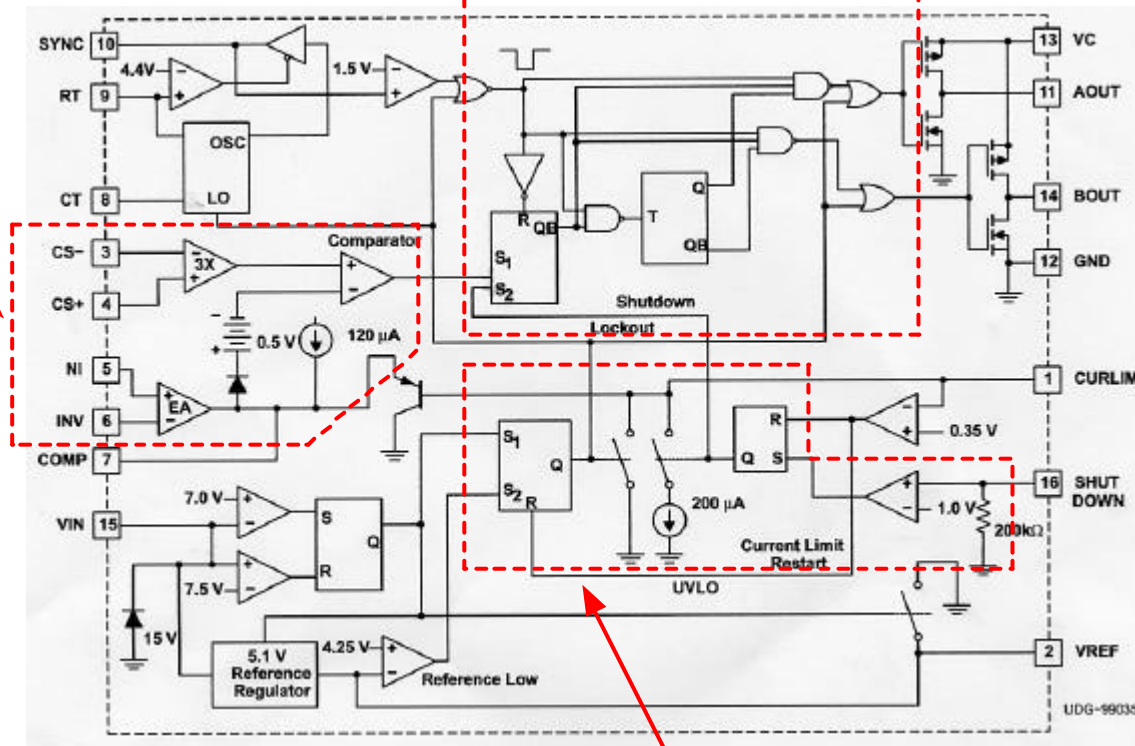 SYNC 10
4.4V
1.5V
13 VC
RT 9
11 AOUT
OSC
CT 8
LO
R
QB
T
Q
QB
14 BOUT
CS− 3
3X
Comparator
S1
S2
12 GND
CS+ 4
Shutdown
Lockout
0.5 V
120 µA
NI 5
EA
INV 6
1 CURLIM
COMP 7
S1
Q
S2
R
R
Q S
0.35 V
16 SHUT
DOWN
1.0 V
200kΩ
7.0 V
VIN 15
S
Q
R
7.5 V
200 µA
Current Limit
Restart
UVLO
15 V
5.1 V
Reference
Regulator
4.25 V
Reference Low
2 VREF
UDG-99035